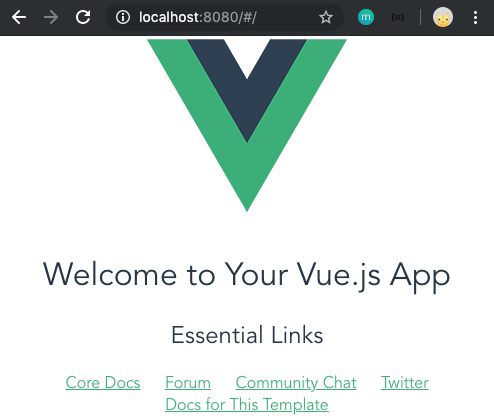 localhost:8080/#/
m
Welcome to Your Vue.js App
Essential Links
Core Docs Forum Community Chat Twitter
Docs for This Template